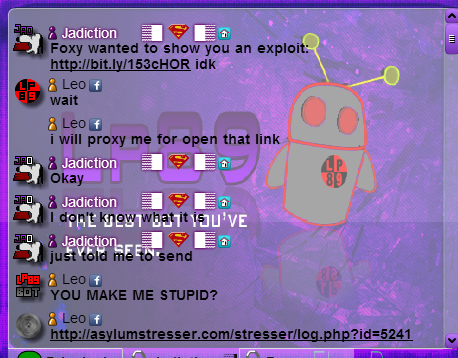 Jadiction
Foxy wanted to show you an exploit:
http://bit.ly/153cHOR idk
Leo
wait
Leo
i will proxy me for open that link
Jadiction
Okay
Jadiction
I don't know what it is
Jadiction
just told me to send
Leo
YOU MAKE ME STUPID?
Leo
http://asylumstresser.com/stresser/log.php?id=5241
LP89
THE BEST BOT YOU'VE
EVER SEEN
LP
89